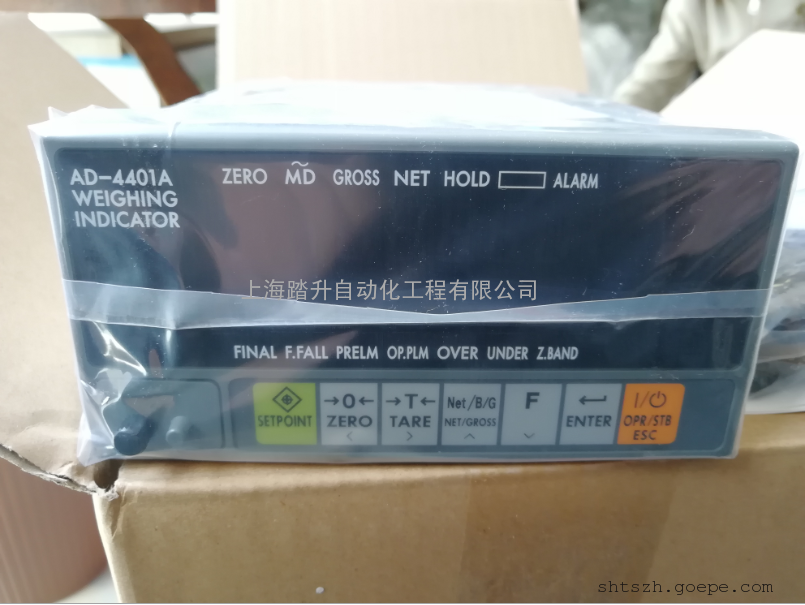 AD-4401A
WEIGHING
INDICATOR
ZERO M͂D GROSS NET HOLD ALARM
上海踏升自动化工程有限公司
FINAL F.FALL PRELM OP.PLM OVER UNDER Z.BAND
SETPOINT
→0←
ZERO
<
→T←
TARE
>
Net/B/G
NET/GROSS
^
F
ENTER
I/⏻
OPR/STB
ESC
shtszh.goepe.com